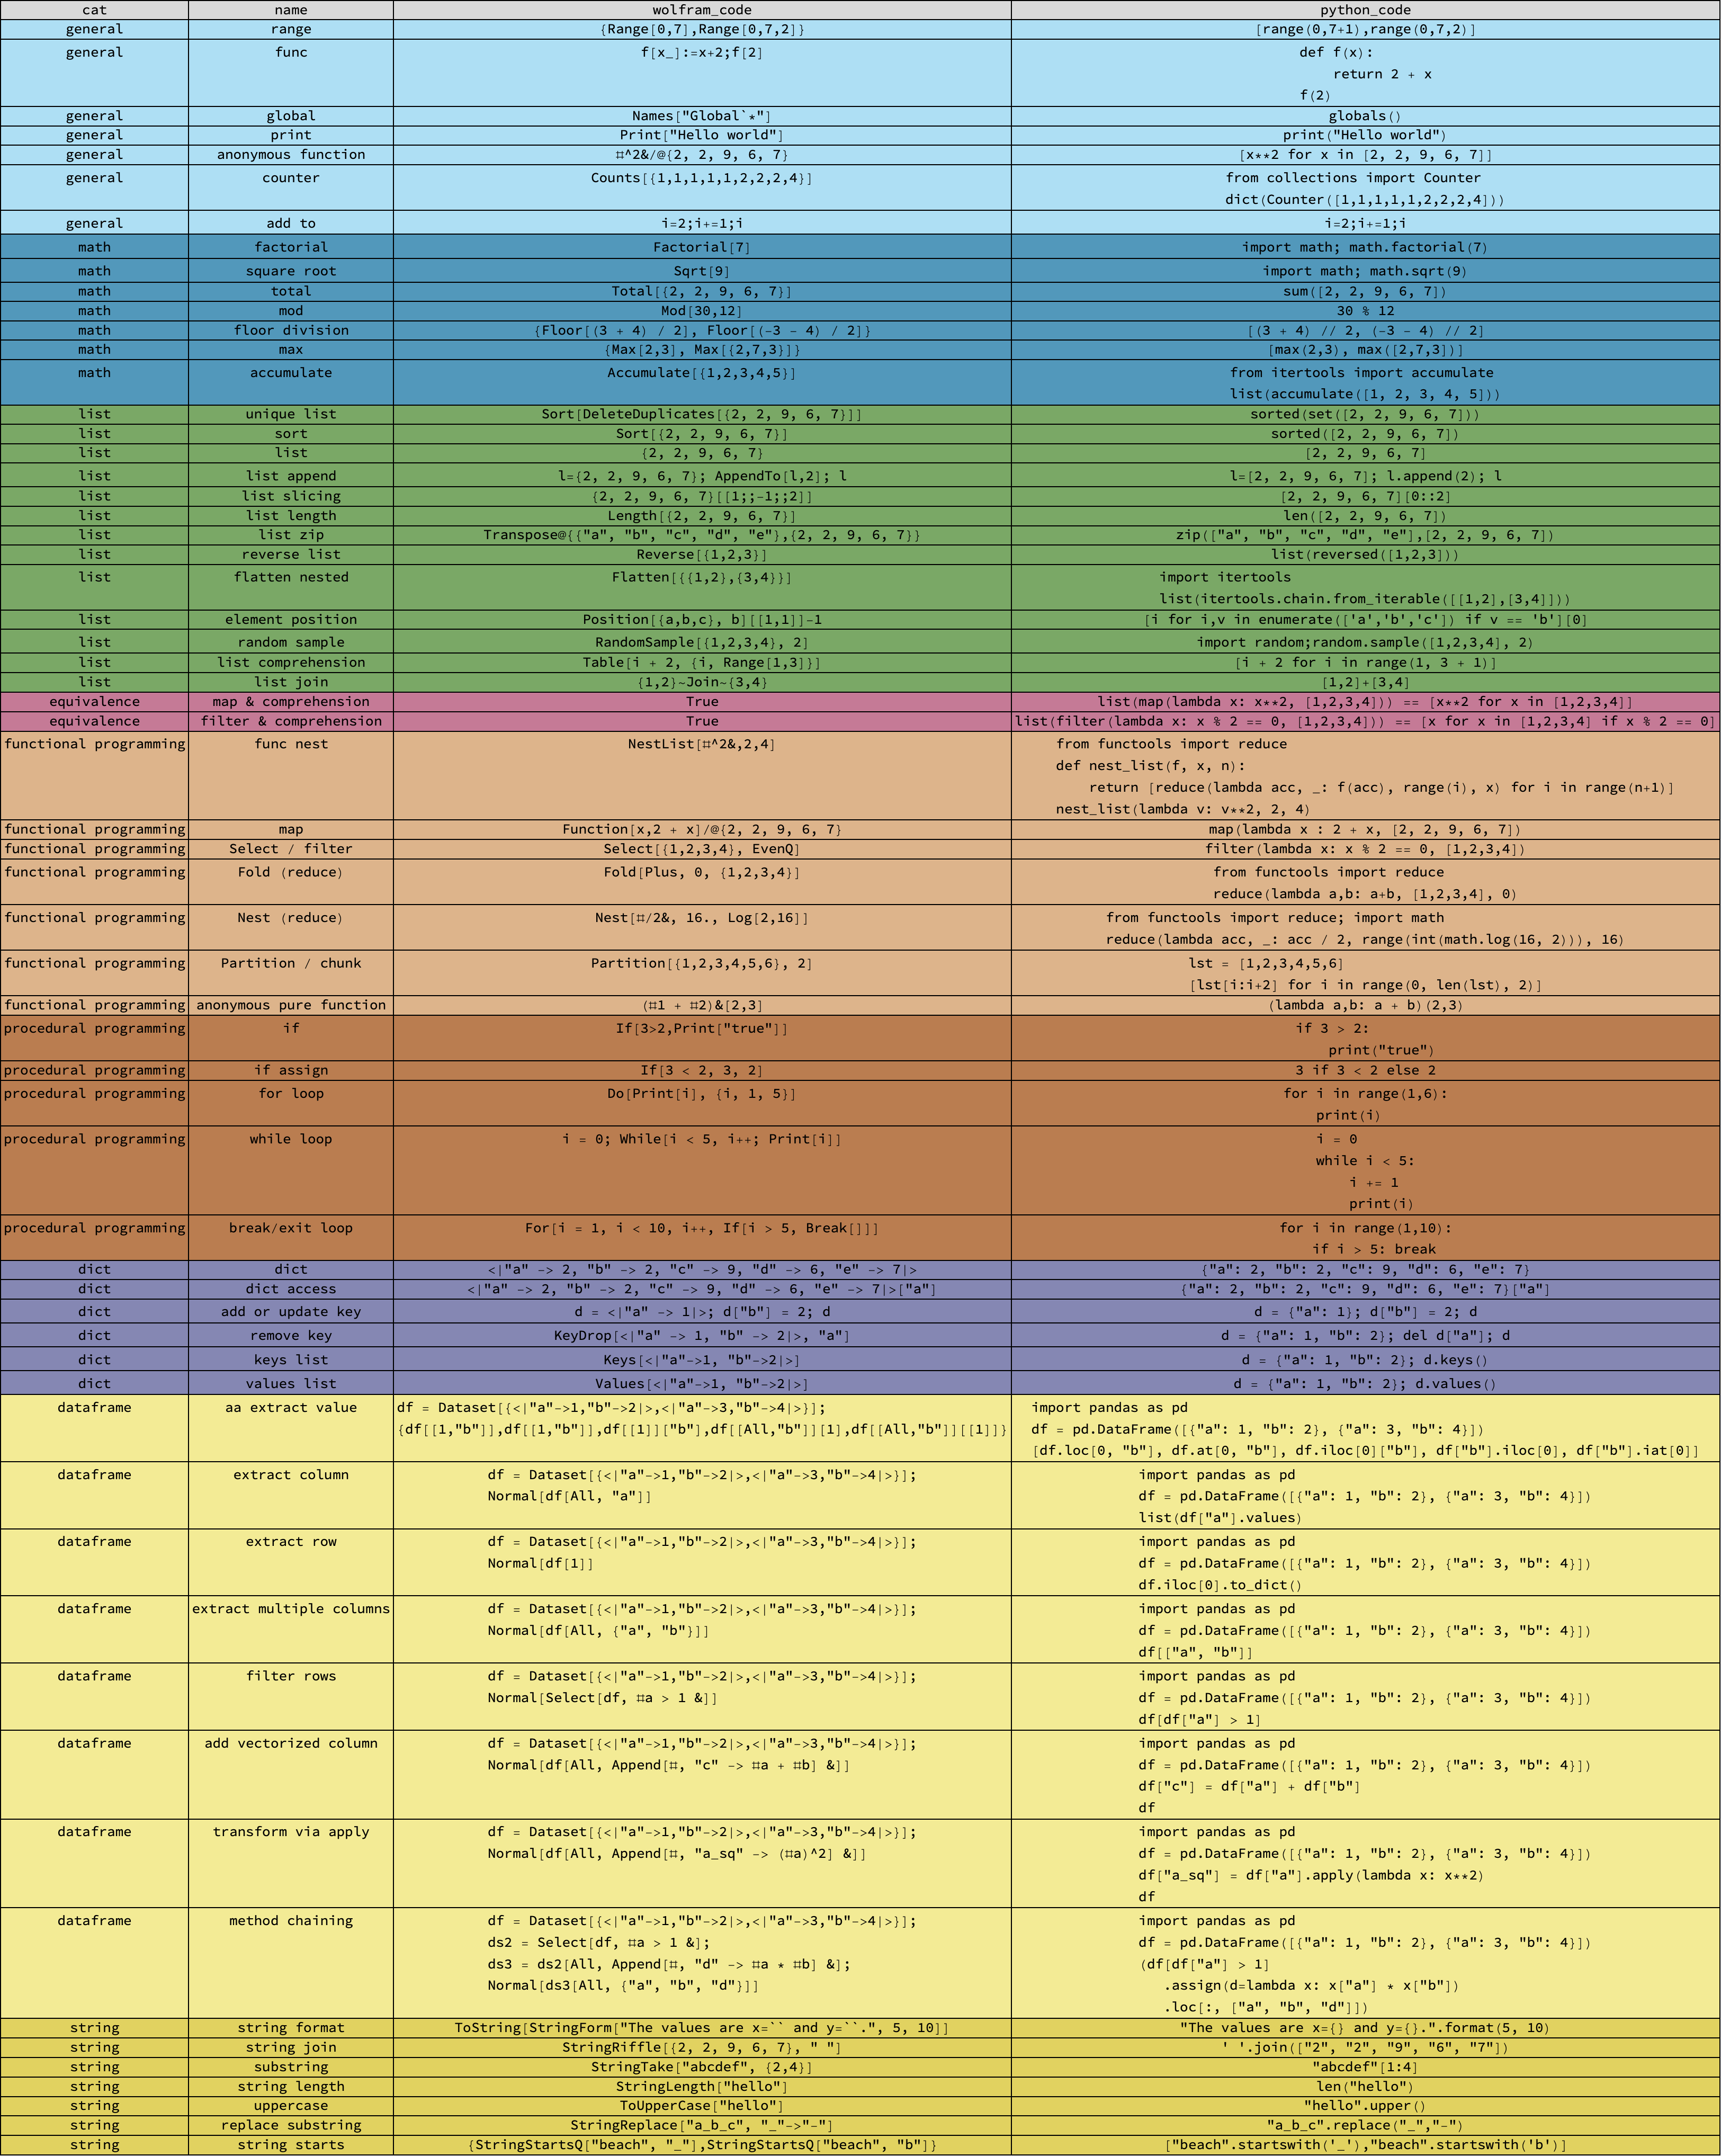 cat name wolfram_code python_code
general range {Range[0,7],Range[0,7,2]} [range(0,7+1),range(0,7,2)]
general func f[x_]:=x+2;f[2] def f(x):
return 2 + x
f(2)
general global Names["Global`*"] globals()
general print Print["Hello world"] print("Hello world")
general anonymous function #^2&/@{2, 2, 9, 6, 7} [x**2 for x in [2, 2, 9, 6, 7]]
general counter Counts[{1,1,1,1,1,2,2,2,4}] from collections import Counter
dict(Counter([1,1,1,1,1,2,2,2,4]))
general add to i=2;i+=1;i i=2;i+=1;i
math factorial Factorial[7] import math; math.factorial(7)
math square root Sqrt[9] import math; math.sqrt(9)
math total Total[{2, 2, 9, 6, 7}] sum([2, 2, 9, 6, 7])
math mod Mod[30,12] 30 % 12
math floor division {Floor[(3 + 4) / 2], Floor[(-3 - 4) / 2]} [(3 + 4) // 2, (-3 - 4) // 2]
math max {Max[2,3], Max[{2,7,3}]} [max(2,3), max([2,7,3])]
math accumulate Accumulate[{1,2,3,4,5}] from itertools import accumulate
list(accumulate([1, 2, 3, 4, 5]))
list unique list Sort[DeleteDuplicates[{2, 2, 9, 6, 7}]] sorted(set([2, 2, 9, 6, 7]))
list sort Sort[{2, 2, 9, 6, 7}] sorted([2, 2, 9, 6, 7])
list list {2, 2, 9, 6, 7} [2, 2, 9, 6, 7]
list list append l={2, 2, 9, 6, 7}; AppendTo[l,2]; l l=[2, 2, 9, 6, 7]; l.append(2); l
list list slicing {2, 2, 9, 6, 7}[[1;;-1;;2]] [2, 2, 9, 6, 7][0::2]
list list length Length[{2, 2, 9, 6, 7}] len([2, 2, 9, 6, 7])
list list zip Transpose@{{"a", "b", "c", "d", "e"},{2, 2, 9, 6, 7}} zip(["a", "b", "c", "d", "e"],[2, 2, 9, 6, 7])
list reverse list Reverse[{1,2,3}] list(reversed([1,2,3]))
list flatten nested Flatten[{{1,2},{3,4}}] import itertools
list(itertools.chain.from_iterable([[1,2],[3,4]]))
list element position Position[{a,b,c}, b][[1,1]]-1 [i for i,v in enumerate(['a','b','c']) if v == 'b'][0]
list random sample RandomSample[{1,2,3,4}, 2] import random;random.sample([1,2,3,4], 2)
list list comprehension Table[i + 2, {i, Range[1,3]}] [i + 2 for i in range(1, 3 + 1)]
list list join {1,2}~Join~{3,4} [1,2]+[3,4]
equivalence map & comprehension True list(map(lambda x: x**2, [1,2,3,4])) == [x**2 for x in [1,2,3,4]]
equivalence filter & comprehension True list(filter(lambda x: x % 2 == 0, [1,2,3,4])) == [x for x in [1,2,3,4] if x % 2 == 0]
functional programming func nest NestList[#^2&,2,4] from functools import reduce
def nest_list(f, x, n):
return [reduce(lambda acc, _: f(acc), range(i), x) for i in range(n+1)]
nest_list(lambda v: v**2, 2, 4)
functional programming map Function[x,2 + x]/@{2, 2, 9, 6, 7} map(lambda x : 2 + x, [2, 2, 9, 6, 7])
functional programming Select / filter Select[{1,2,3,4}, EvenQ] filter(lambda x: x % 2 == 0, [1,2,3,4])
functional programming Fold (reduce) Fold[Plus, 0, {1,2,3,4}] from functools import reduce
reduce(lambda a,b: a+b, [1,2,3,4], 0)
functional programming Nest (reduce) Nest[#/2&, 16., Log[2,16]] from functools import reduce; import math
reduce(lambda acc, _: acc / 2, range(int(math.log(16, 2))), 16)
functional programming Partition / chunk Partition[{1,2,3,4,5,6}, 2] lst = [1,2,3,4,5,6]
[lst[i:i+2] for i in range(0, len(lst), 2)]
functional programming anonymous pure function (#1 + #2)&[2,3] (lambda a,b: a + b)(2,3)
procedural programming if If[3>2,Print["true"]] if 3 > 2:
print("true")
procedural programming if assign If[3 < 2, 3, 2] 3 if 3 < 2 else 2
procedural programming for loop Do[Print[i], {i, 1, 5}] for i in range(1,6):
print(i)
procedural programming while loop i = 0; While[i < 5, i++; Print[i]] i = 0
while i < 5:
i += 1
print(i)
procedural programming break/exit loop For[i = 1, i < 10, i++, If[i > 5, Break[]]] for i in range(1,10):
if i > 5: break
dict dict <|"a" -> 2, "b" -> 2, "c" -> 9, "d" -> 6, "e" -> 7|> {"a": 2, "b": 2, "c": 9, "d": 6, "e": 7}
dict dict access <|"a" -> 2, "b" -> 2, "c" -> 9, "d" -> 6, "e" -> 7|>["a"] {"a": 2, "b": 2, "c": 9, "d": 6, "e": 7}["a"]
dict add or update key d = <|"a" -> 1|>; d["b"] = 2; d d = {"a": 1}; d["b"] = 2; d
dict remove key KeyDrop[<|"a" -> 1, "b" -> 2|>, "a"] d = {"a": 1, "b": 2}; del d["a"]; d
dict keys list Keys[<|"a"->1, "b"->2|>] d = {"a": 1, "b": 2}; d.keys()
dict values list Values[<|"a"->1, "b"->2|>] d = {"a": 1, "b": 2}; d.values()
dataframe aa extract value df = Dataset[{<|"a"->1,"b"->2|>,<|"a"->3,"b"->4|>}]; import pandas as pd
{df[[1,"b"]],df[[1,"b"]],df[[1]]["b"],df[[All,"b"]][1],df[[All,"b"]][[1]]} df = pd.DataFrame([{"a": 1, "b": 2}, {"a": 3, "b": 4}])
[df.loc[0, "b"], df.at[0, "b"], df.iloc[0]["b"], df["b"].iloc[0], df["b"].iat[0]]
dataframe extract column df = Dataset[{<|"a"->1,"b"->2|>,<|"a"->3,"b"->4|>}]; import pandas as pd
Normal[df[All, "a"]] df = pd.DataFrame([{"a": 1, "b": 2}, {"a": 3, "b": 4}])
list(df["a"].values)
dataframe extract row df = Dataset[{<|"a"->1,"b"->2|>,<|"a"->3,"b"->4|>}]; import pandas as pd
Normal[df[1]] df = pd.DataFrame([{"a": 1, "b": 2}, {"a": 3, "b": 4}])
df.iloc[0].to_dict()
dataframe extract multiple columns df = Dataset[{<|"a"->1,"b"->2|>,<|"a"->3,"b"->4|>}]; import pandas as pd
Normal[df[All, {"a", "b"}]] df = pd.DataFrame([{"a": 1, "b": 2}, {"a": 3, "b": 4}])
df[["a", "b"]]
dataframe filter rows df = Dataset[{<|"a"->1,"b"->2|>,<|"a"->3,"b"->4|>}]; import pandas as pd
Normal[Select[df, #a > 1 &]] df = pd.DataFrame([{"a": 1, "b": 2}, {"a": 3, "b": 4}])
df[df["a"] > 1]
dataframe add vectorized column df = Dataset[{<|"a"->1,"b"->2|>,<|"a"->3,"b"->4|>}]; import pandas as pd
Normal[df[All, Append[#, "c" -> #a + #b] &]] df = pd.DataFrame([{"a": 1, "b": 2}, {"a": 3, "b": 4}])
df["c"] = df["a"] + df["b"]
df
dataframe transform via apply df = Dataset[{<|"a"->1,"b"->2|>,<|"a"->3,"b"->4|>}]; import pandas as pd
Normal[df[All, Append[#, "a_sq" -> (#a)^2] &]] df = pd.DataFrame([{"a": 1, "b": 2}, {"a": 3, "b": 4}])
df["a_sq"] = df["a"].apply(lambda x: x**2)
df
dataframe method chaining df = Dataset[{<|"a"->1,"b"->2|>,<|"a"->3,"b"->4|>}]; import pandas as pd
ds2 = Select[df, #a > 1 &]; df = pd.DataFrame([{"a": 1, "b": 2}, {"a": 3, "b": 4}])
ds3 = ds2[All, Append[#, "d" -> #a * #b] &]; (df[df["a"] > 1]
Normal[ds3[All, {"a", "b", "d"}]] .assign(d=lambda x: x["a"] * x["b"])
.loc[:, ["a", "b", "d"]])
string string format ToString[StringForm["The values are x=`` and y=``.", 5, 10]] "The values are x={} and y={}.".format(5, 10)
string string join StringRiffle[{2, 2, 9, 6, 7}, " "] ' '.join(["2", "2", "9", "6", "7"])
string substring StringTake["abcdef", {2,4}] "abcdef"[1:4]
string string length StringLength["hello"] len("hello")
string uppercase ToUpperCase["hello"] "hello".upper()
string replace substring StringReplace["a_b_c", "_"->"-"] "a_b_c".replace("_","-")
string string starts {StringStartsQ["beach", "_"],StringStartsQ["beach", "b"]} ["beach".startswith('_'),"beach".startswith('b')]